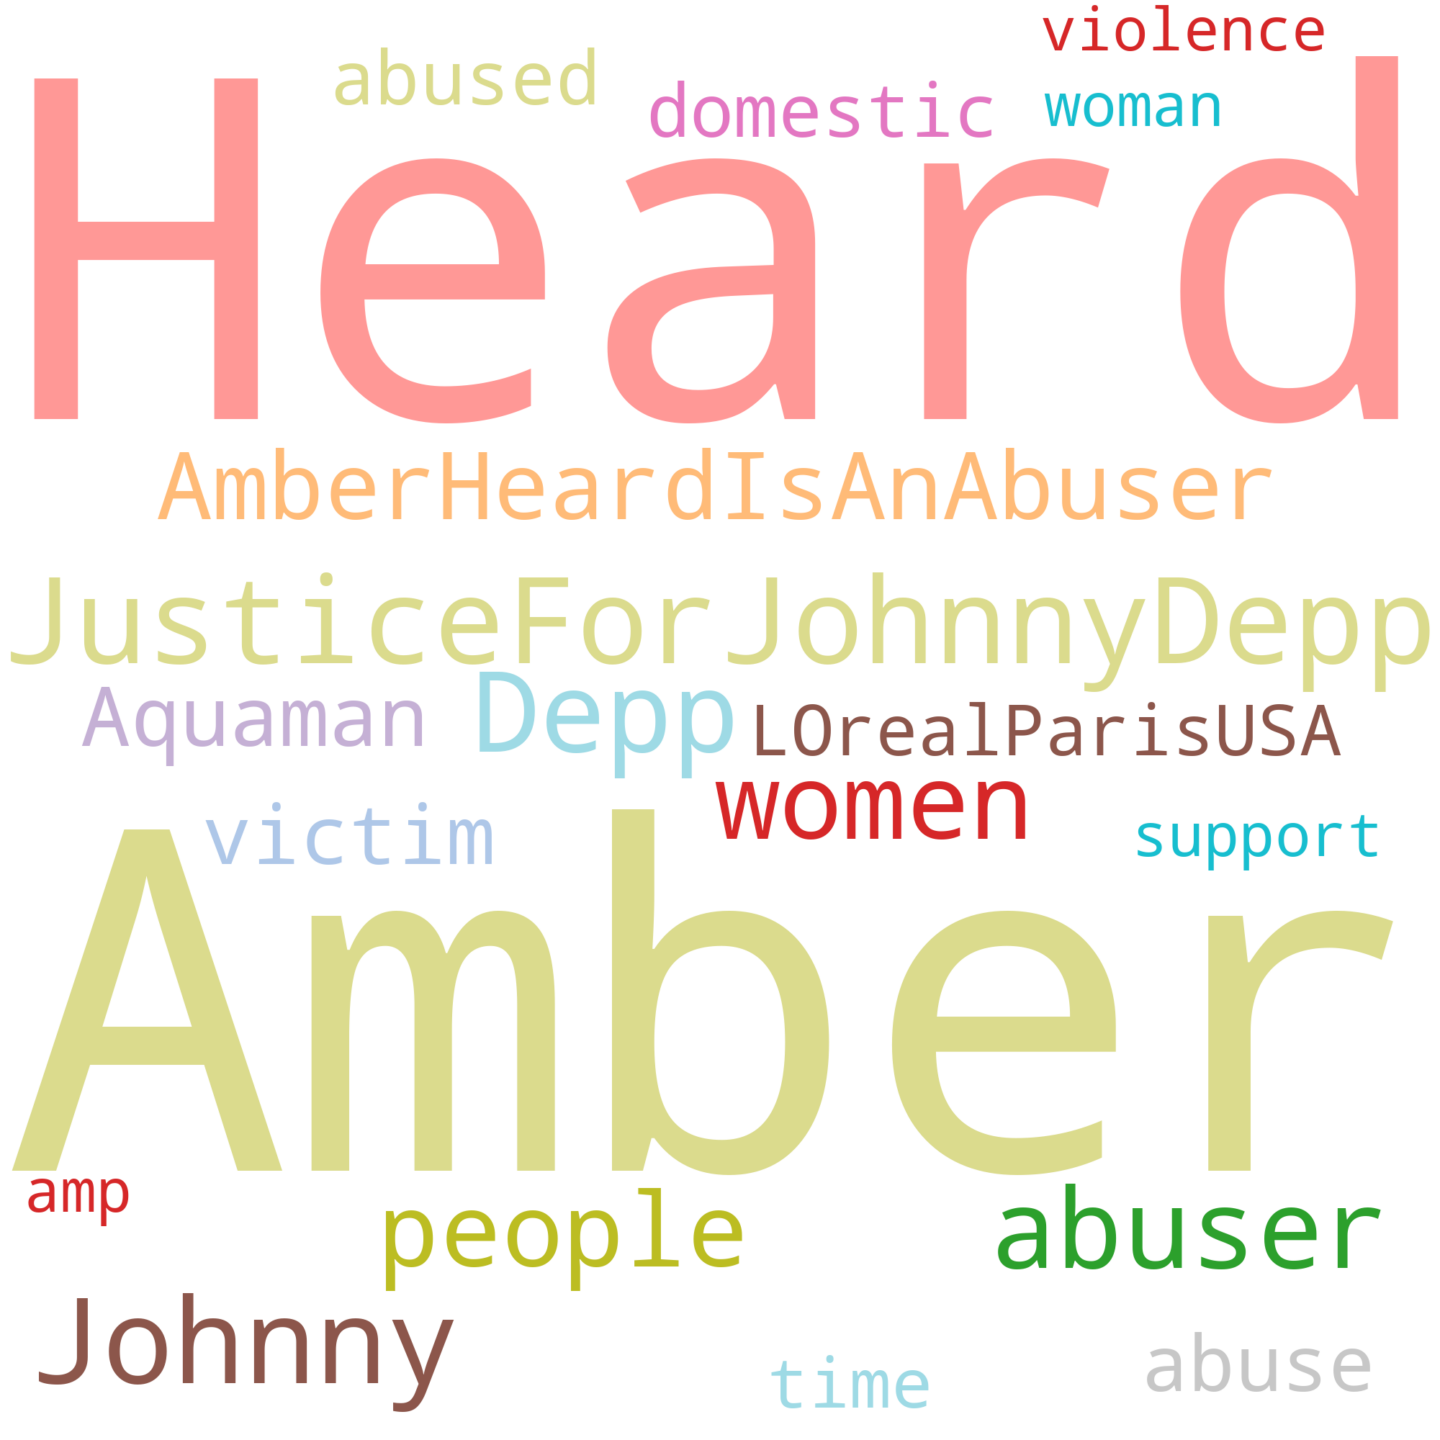 violence
abused
domestic
woman
Heard
AmberHeardIsAnAbuser
JusticeForJohnnyDepp
Aquaman Depp LOrealParisUSA
victim women support
Amber
amp people abuser
Johnny time abuse